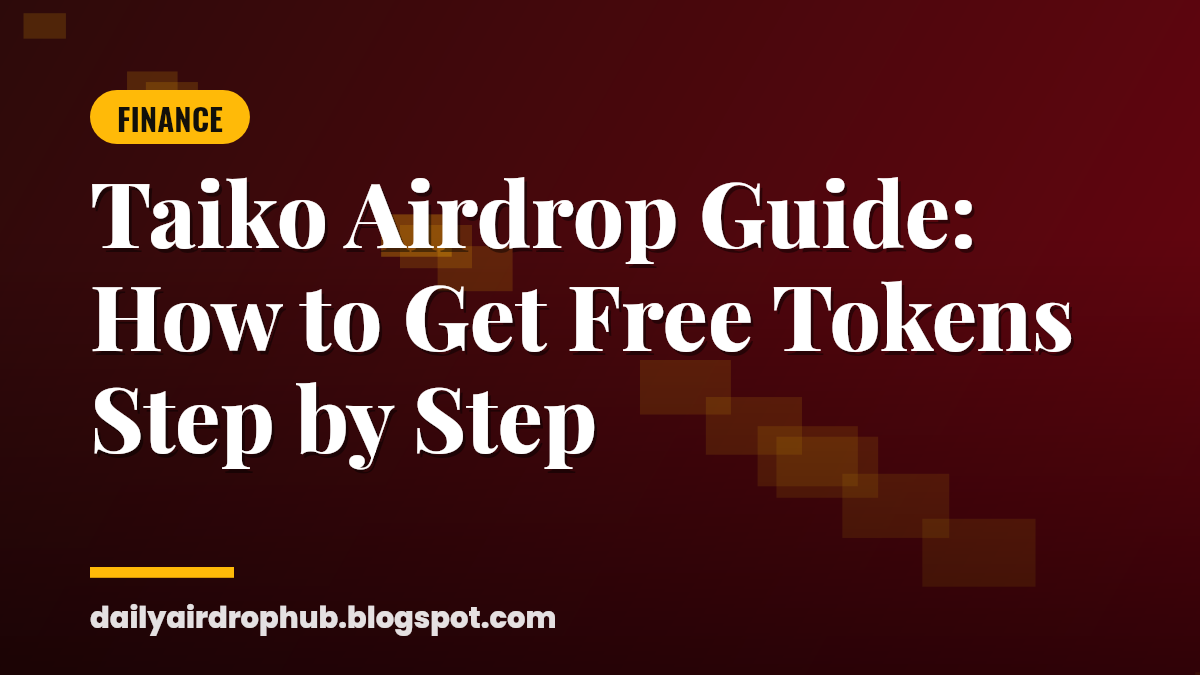 FINANCE
Taiko Airdrop Guide:
How to Get Free Tokens
Step by Step
dailyairdrophub.blogspot.com